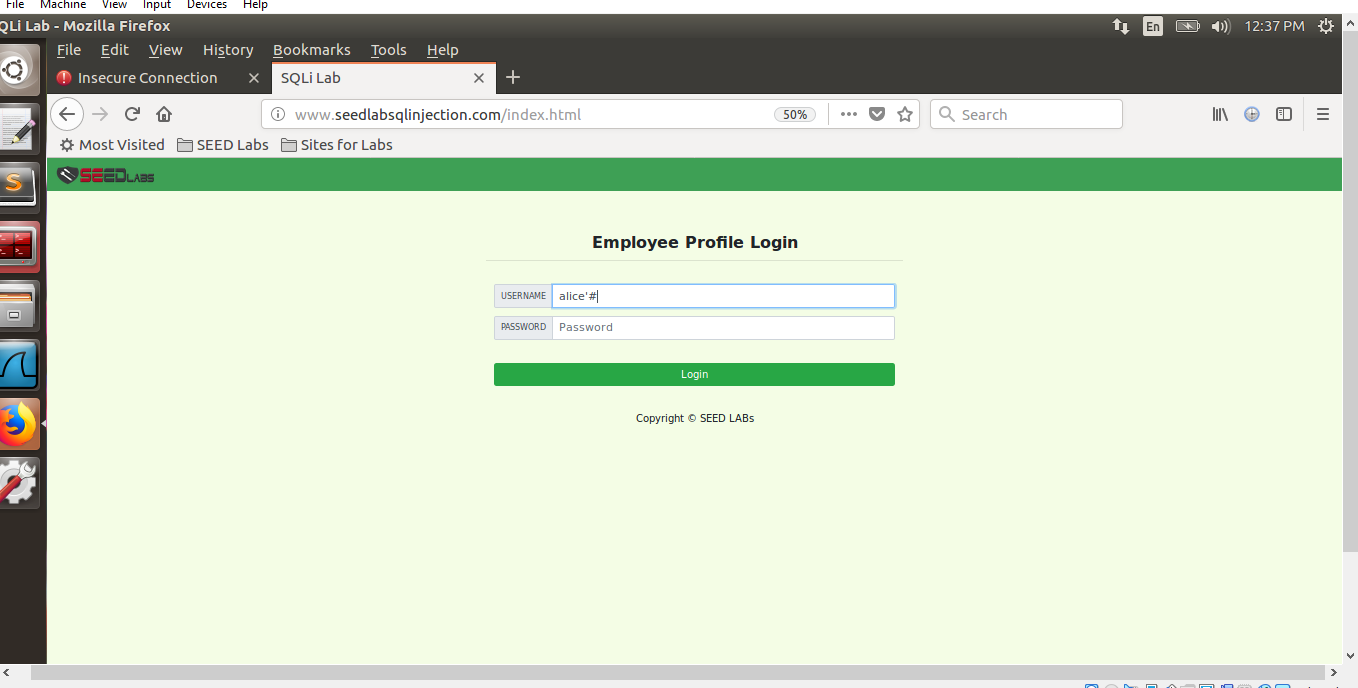 File Machine View Input Devices Help
QLi Lab - Mozilla Firefox En 12:37 PM
File Edit View History Bookmarks Tools Help
Insecure Connection SQLi Lab
www.seedlabsqlinjection.com/index.html 50% Search
Most Visited SEED Labs Sites for Labs
SEEDLABS
Employee Profile Login
USERNAME alice'#
PASSWORD Password
Login
Copyright © SEED LABs